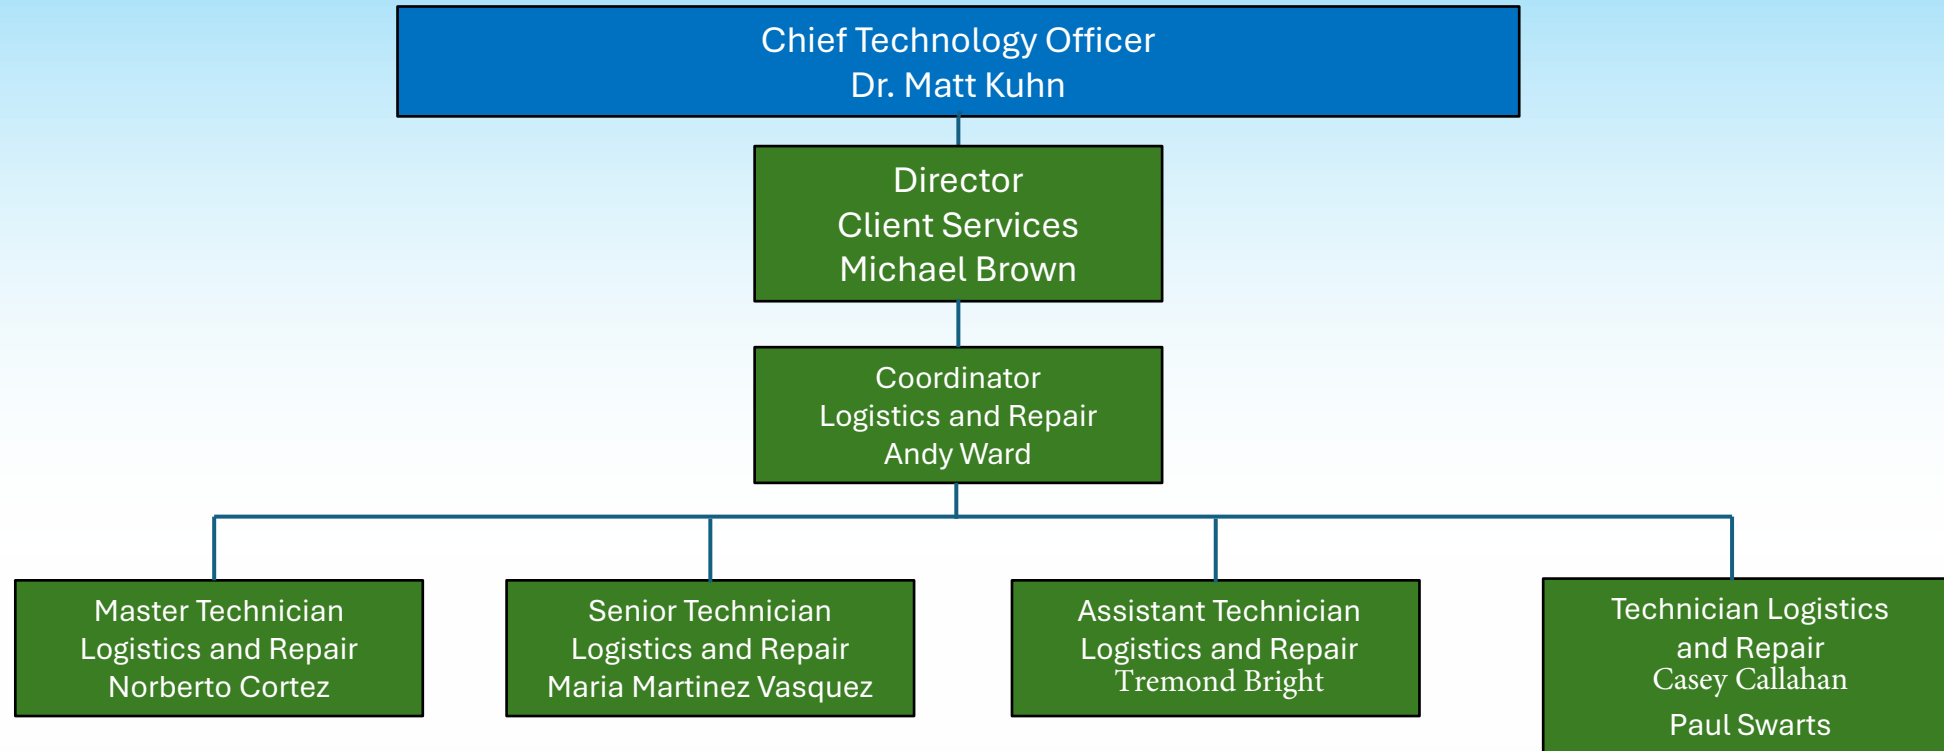 Chief Technology Officer
Dr. Matt Kuhn
Director
Client Services
Michael Brown
Coordinator
Logistics and Repair
Andy Ward
Master Technician
Logistics and Repair
Norberto Cortez
Senior Technician
Logistics and Repair
Maria Martinez Vasquez
Assistant Technician
Logistics and Repair
Tremond Bright
Technician Logistics
and Repair
Casey Callahan
Paul Swarts